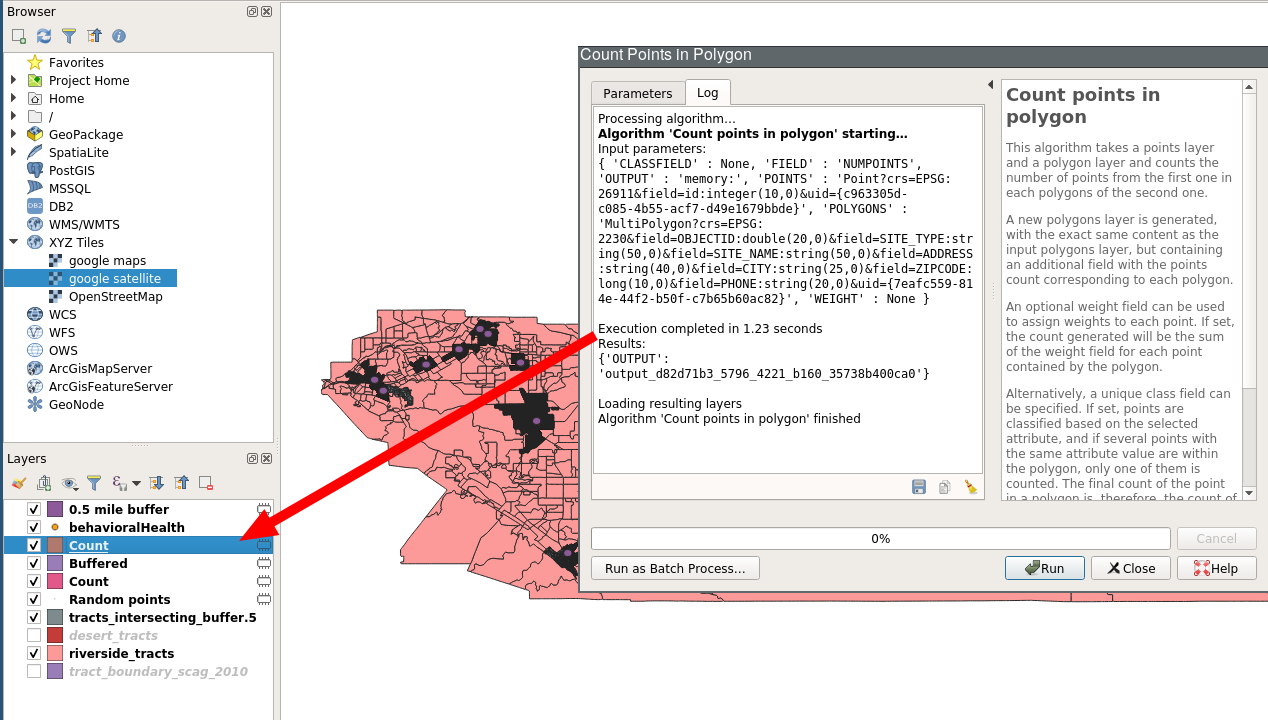 Browser
Favorites
Project Home
Home
/
GeoPackage
SpatiaLite
PostGIS
MSSQL
DB2
DB2
WMS/WMTS
XYZ Tiles
google maps
google satellite
OpenStreetMap
WCS
WFS
OWS
ArcGisMapServer
ArcGisFeatureServer
GeoNode
Layers
0.5 mile buffer
behavioralHealth
Count
Buffered
Count
Random points
tracts_intersecting_buffer.5
desert_tracts
riverside_tracts
tract_boundary_scag_2010
Count Points in Polygon
Parameters
Log
Processing algorithm…
Algorithm 'Count points in polygon' starting…
Input parameters:
{ 'CLASSFIELD' : None, 'FIELD' : 'NUMPOINTS',
'OUTPUT' : 'memory:', 'POINTS' : 'Point?crs=EPSG:
26911&field=id:integer(10,0)&uid={c963305d-
c085-4b55-acf7-d49e1679bbde}', 'POLYGONS' :
'MultiPolygon?crs=EPSG:
2230&field=OBJECTID:double(20,0)&field=SITE_TYPE:str
ing(50,0)&field=SITE_NAME:string(50,0)&field=ADDRESS
:string(40,0)&field=CITY:string(25,0)&field=ZIPCODE:
long(10,0)&field=PHONE:string(20,0)&uid={7eafc559-81
4e-44f2-b50f-c7b65b60ac82}', 'WEIGHT' : None }
Execution completed in 1.23 seconds
Results:
{'OUTPUT':
'output_d82d71b3_5796_4221_b160_35738b400ca0'}
Loading resulting layers
Algorithm 'Count points in polygon' finished
Count points in
polygon
This algorithm takes a points layer
and a polygon layer and counts the
number of points from the first one in
each polygons of the second one.
A new polygons layer is generated,
with the exact same content as the
input polygons layer, but containing
an additional field with the points
count corresponding to each polygon.
An optional weight field can be used
to assign weights to each point. If set,
the count generated will be the sum
of the weight field for each point
contained by the polygon.
Alternatively, a unique class field can
be specified. If set, points are
classified based on the selected
attribute, and if several points with
the same attribute value are within
the polygon, only one of them is
counted. The final count of the point
in a polygon is, therefore, the count of
0%
Cancel
Run as Batch Process…
Run
Close
Help